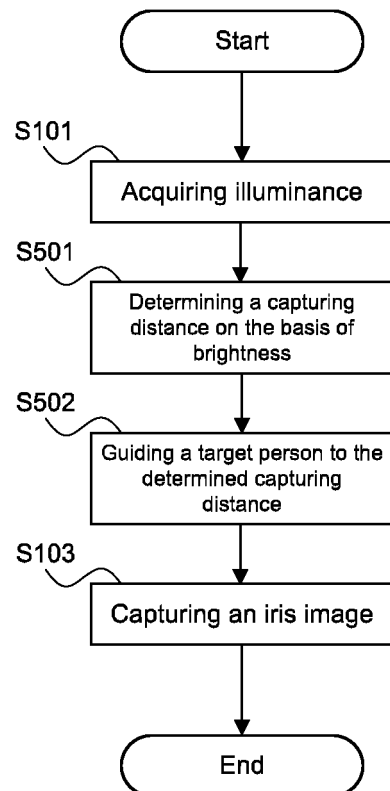 Start
S101
Acquiring illuminance
S501
Determining a capturing
distance on the basis of
brightness
S502
Guiding a target person to the
determined capturing
distance
S103
Capturing an iris image
End